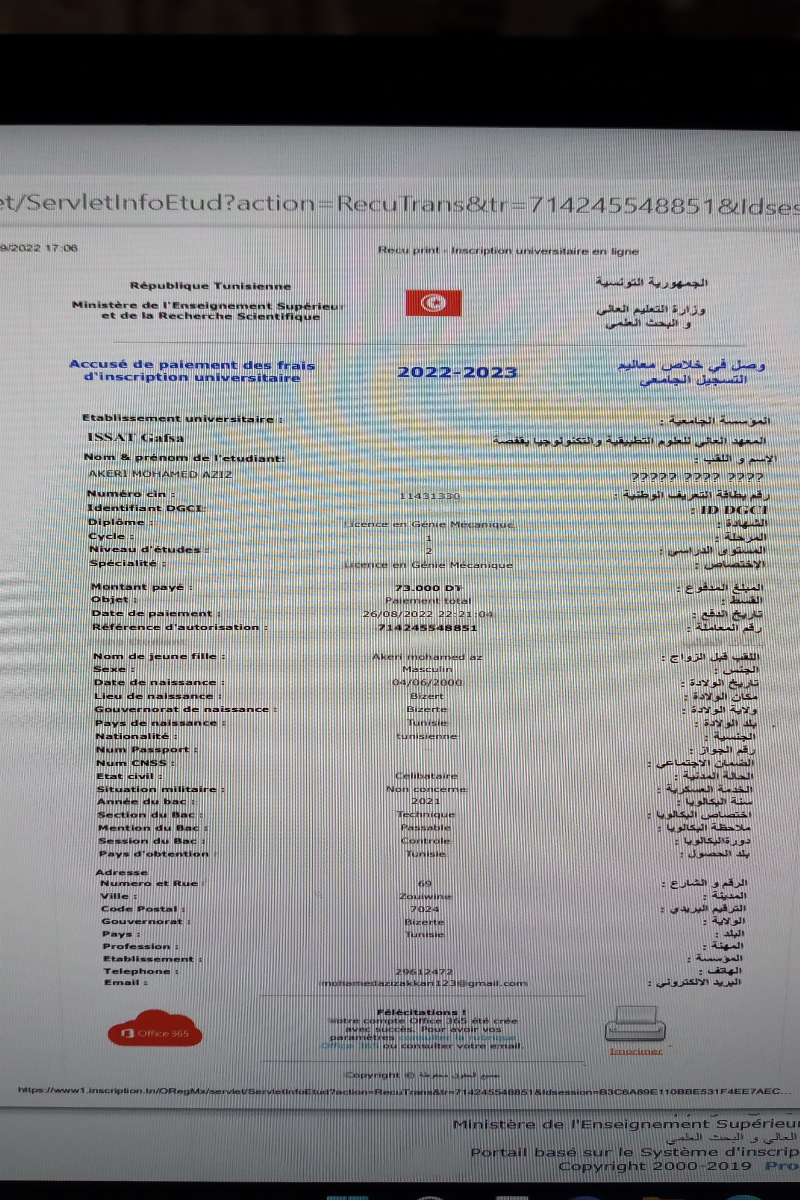 et/ServletInfoEtud?action=RecuTrans&tr=714245548851&Idses
9/2022 17:06 Recu print - Inscription universitaire en ligne
République Tunisienne الجمهورية التونسية
Ministère de l'Enseignement Supérieur وزارة التعليم العالي
et de la Recherche Scientifique و البحث العلمي
Accusé de paiement des frais 2022-2023 وصل في خلاص معاليم
d'inscription universitaire التسجيل الجامعي
Etablissement universitaire : المؤسسة الجامعية :
ISSAT Gafsa المعهد العالي للعلوم التطبيقية والتكنولوجيا بقفصة
Nom & prénom de l'etudiant: الإسم و اللقب :
AKERI MOHAMED AZIZ ????? ???? ????
Numéro cin : 11431330 رقم بطاقة التعريف الوطنية :
Identifiant DGCI: ID DGCI :
Diplôme : Licence en Génie Mécanique الشهادة :
Cycle : 1 المرحلة :
Niveau d'études : 2 المستوى الدراسي :
Spécialité : Licence en Génie Mécanique الإختصاص :
Montant payé : 73.000 DT المبلغ المدفوع :
Objet : Paiement total القسط :
Date de paiement : 26/08/2022 22:21:04 تاريخ الدفع :
Référence d'autorisation : 714245548851 رقم المعاملة :
Nom de jeune fille : Akeri mohamed az اللقب قبل الزواج :
Sexe : Masculin الجنس :
Date de naissance : 04/06/2000 تاريخ الولادة :
Lieu de naissance : Bizert مكان الولادة :
Gouvernorat de naissance : Bizerte ولاية الولادة :
Pays de naissance : Tunisie بلد الولادة :
Nationalité : tunisienne الجنسية :
Num Passport : رقم الجواز :
Num CNSS : الضمان الاجتماعي :
Etat civil : Celibataire الحالة المدنية :
Situation militaire : Non concerne الخدمة العسكرية :
Année du bac : 2021 سنة البكالوريا :
Section du Bac : Technique اختصاص البكالوريا :
Mention du Bac : Passable ملاحظة البكالوريا :
Session du Bac : Controle دورة البكالوريا :
Pays d'obtention : Tunisie بلد الحصول :
Adresse
Numero et Rue : 69 الرقم و الشارع :
Ville : Zouiwine المدينة :
Code Postal : 7024 الترقيم البريدي :
Gouvernorat : Bizerte الولاية :
Pays : Tunisie البلد :
Profession : المهنة :
Etablissement : المؤسسة :
Telephone : 29612472 الهاتف :
Email : mohamedazizakkari123@gmail.com البريد الالكتروني :
Félécitations !
Votre compte Office 365 été crée
avec succès. Pour avoir vos
paramètres consulter la rubrique
Office 365 ou consulter votre email.
Office 365
Imprimer
Copyright © جميع الحقوق محفوظة
https://www1.inscription.tn/ORegMx/servlet/ServletInfoEtud?action=RecuTrans&tr=714245548851&Idsession=B3C6A89E110BBE531F4EE7AEC...
Ministère de l'Enseignement Supérieu
العالي و البحث العلمي
Portail basé sur le Système d'inscrip
Copyright 2000-2019 Pro